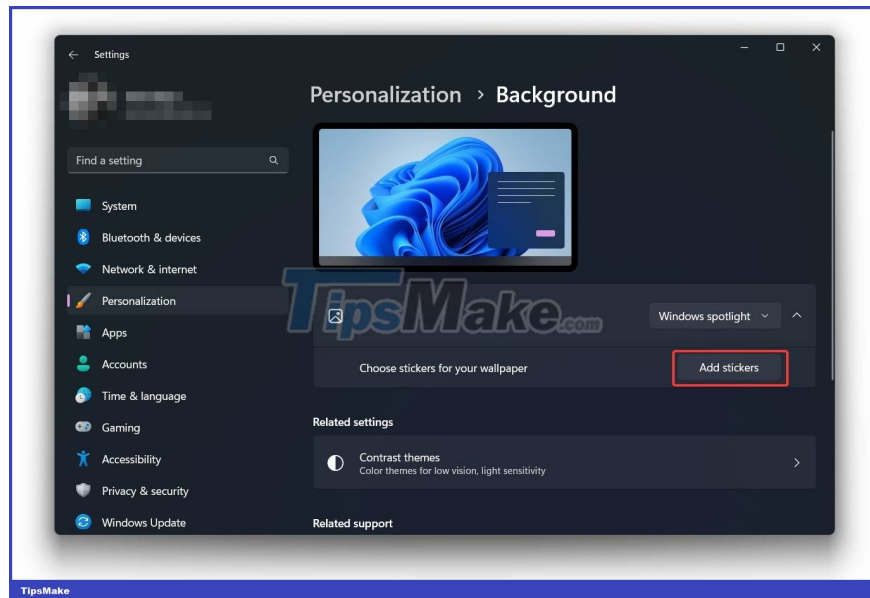 Settings
Personalization > Background
Find a setting
System
Bluetooth & devices
Network & internet
Personalization
Apps
Accounts
Time & language
Gaming
Accessibility
Privacy & security
Windows Update
TipsMake.com
Windows spotlight
Choose stickers for your wallpaper
Add stickers
Related settings
Contrast themes
Color themes for low vision, light sensitivity
Related support
TipsMake